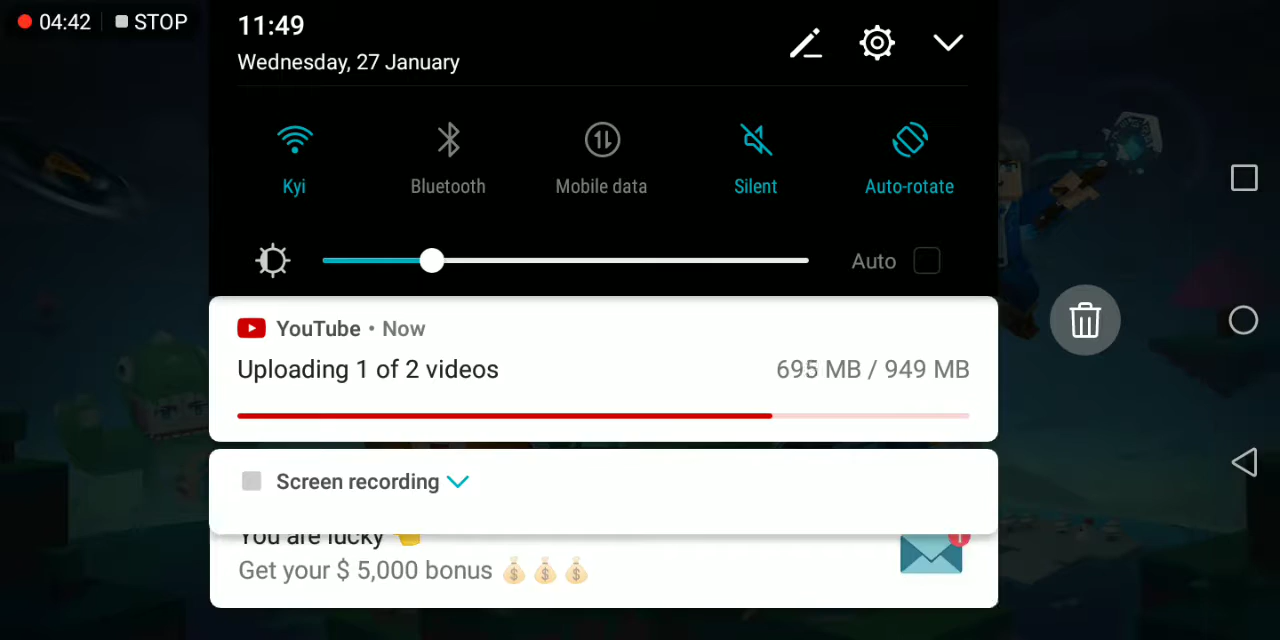 04:42 STOP
11:49
Wednesday, 27 January
Kyi
Bluetooth
Mobile data
Silent
Auto-rotate
Auto
YouTube • Now
Uploading 1 of 2 videos 695 MB / 949 MB
Screen recording
You are lucky
Get your $ 5,000 bonus